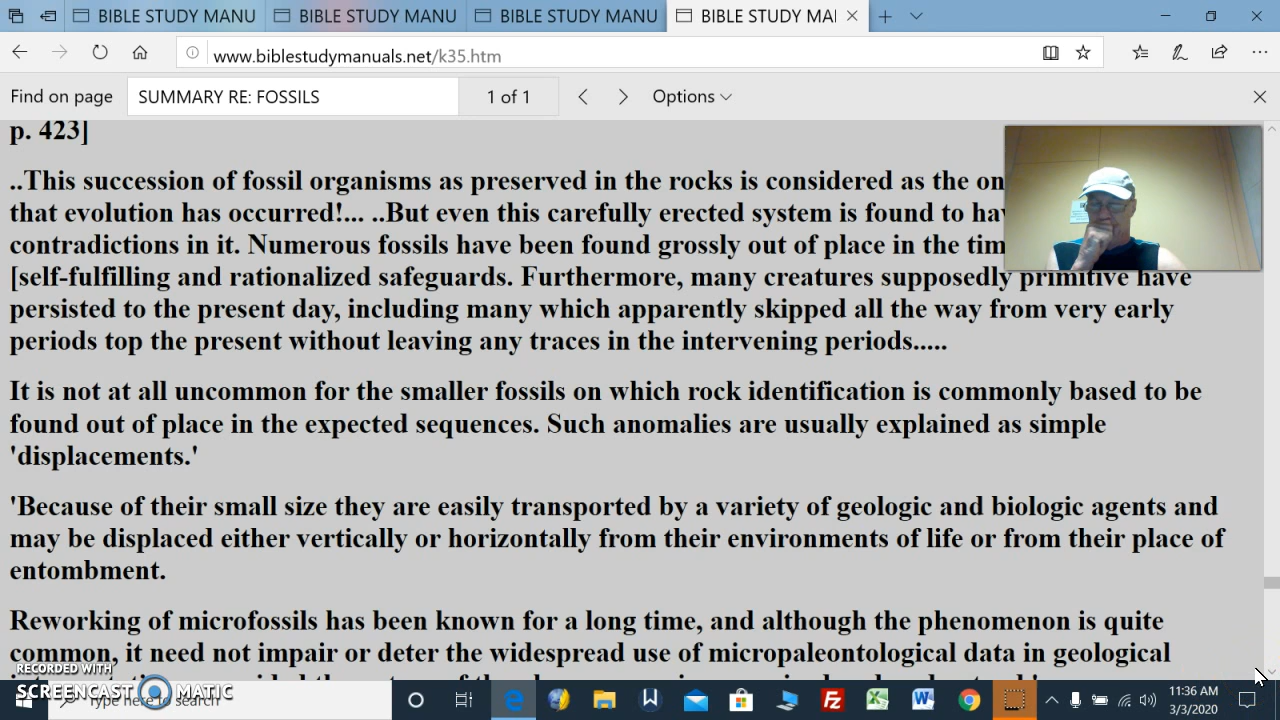 BIBLE STUDY MANU BIBLE STUDY MANU BIBLE STUDY MANU BIBLE STUDY MAI
www.biblestudymanuals.net/k35.htm
Find on page SUMMARY RE: FOSSILS 1 of 1 Options
p. 423]
..This succession of fossil organisms as preserved in the rocks is considered as the on
that evolution has occurred!... ..But even this carefully erected system is found to hav
contradictions in it. Numerous fossils have been found grossly out of place in the tim
[self-fulfilling and rationalized safeguards. Furthermore, many creatures supposedly primitive have
persisted to the present day, including many which apparently skipped all the way from very early
periods top the present without leaving any traces in the intervening periods.....
It is not at all uncommon for the smaller fossils on which rock identification is commonly based to be
found out of place in the expected sequences. Such anomalies are usually explained as simple
'displacements.'
'Because of their small size they are easily transported by a variety of geologic and biologic agents and
may be displaced either vertically or horizontally from their environments of life or from their place of
entombment.
Reworking of microfossils has been known for a long time, and although the phenomenon is quite
common, it need not impair or deter the widespread use of micropaleontological data in geological
RECORDED WITH
SCREENCAST MATIC
Type here to search
11:36 AM
3/3/2020